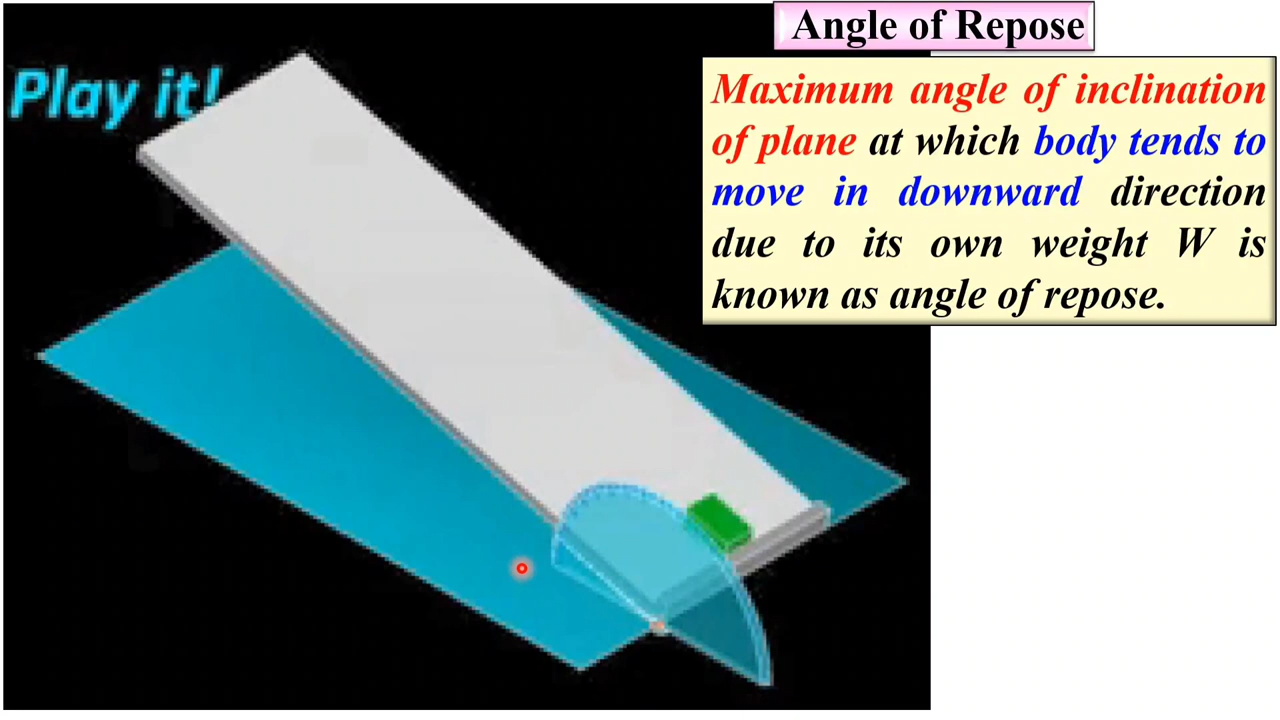 Angle of Repose
Play it!
Maximum angle of inclination
of plane at which body tends to
move in downward direction
due to its own weight W is
known as angle of repose.